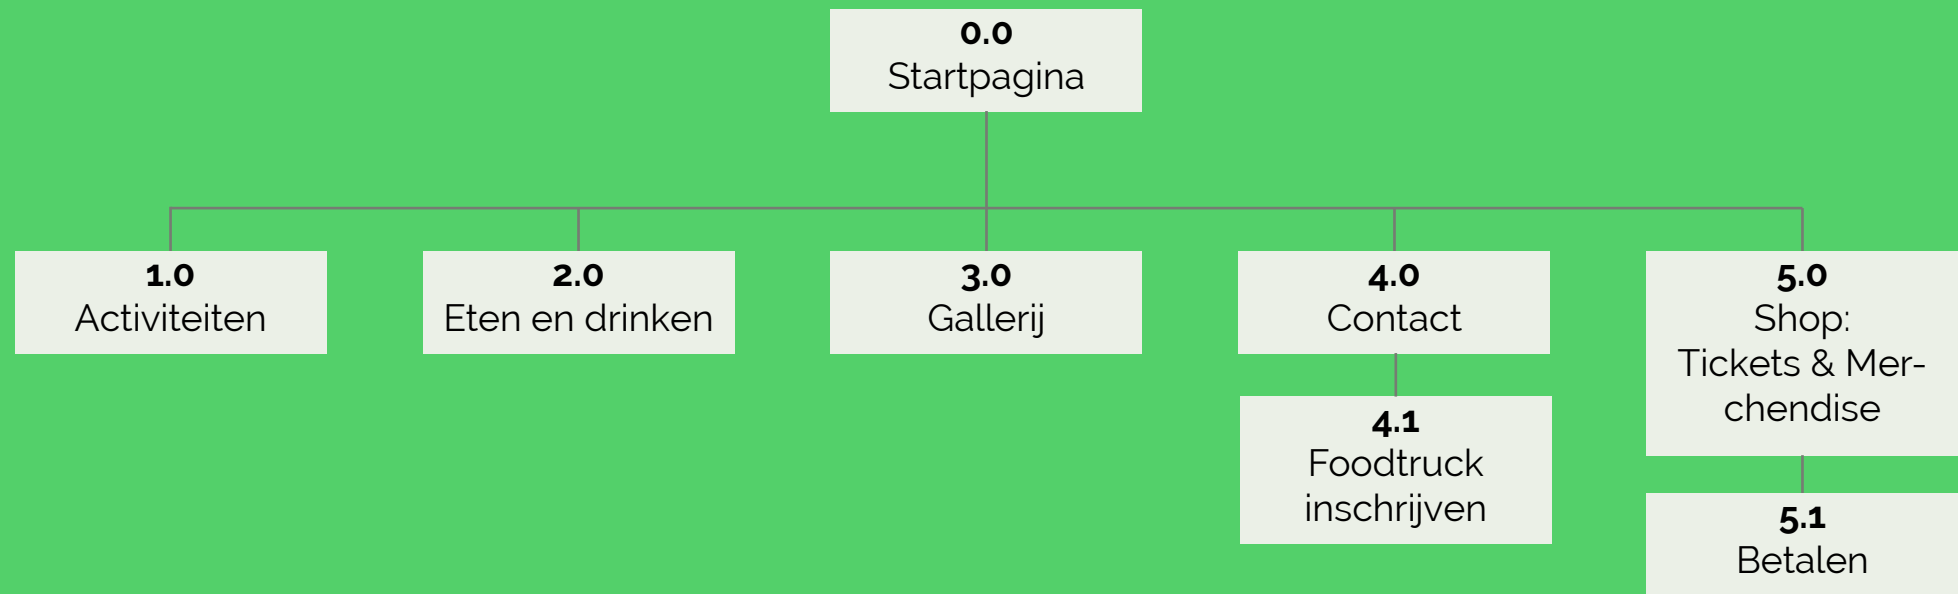 0.0
Startpagina
1.0
Activiteiten
2.0
Eten en drinken
3.0
Gallerij
4.0
Contact
5.0
Shop:
Tickets & Mer-
chendise
4.1
Foodtruck
inschrijven
5.1
Betalen